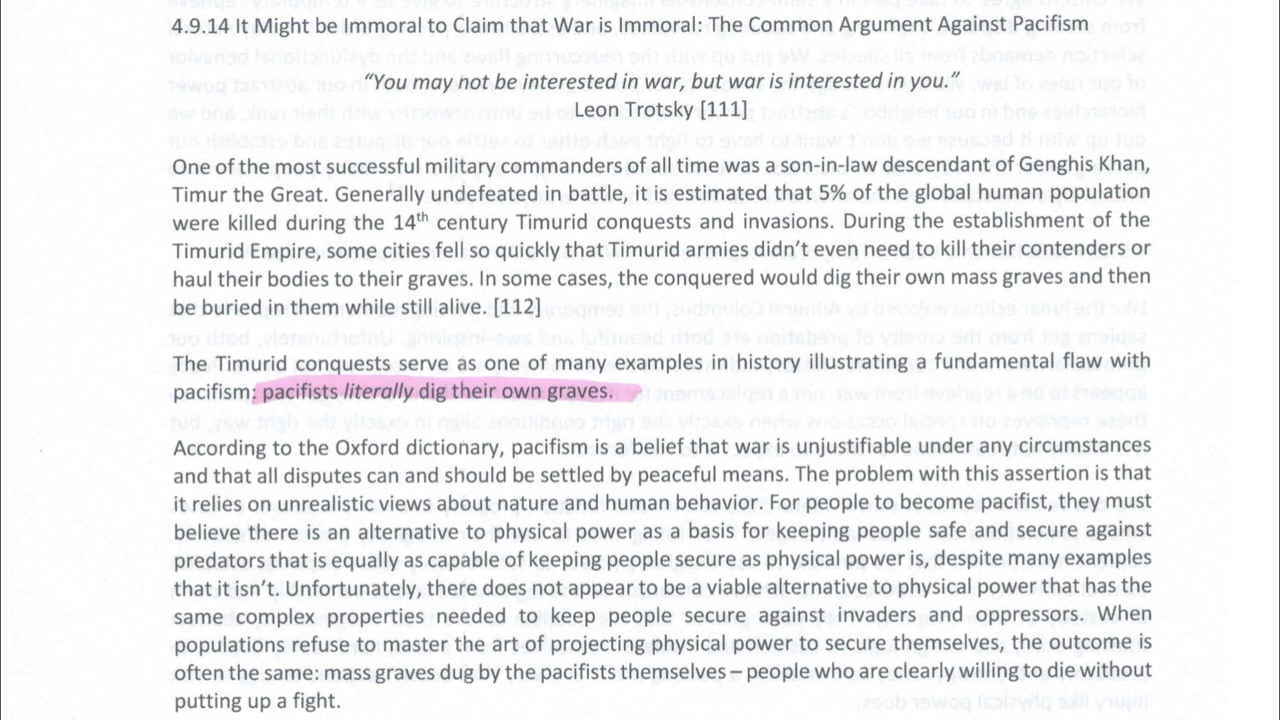 4.9.14 It Might be Immoral to Claim that War is Immoral: The Common Argument Against Pacifism
“You may not be interested in war, but war is interested in you.”
Leon Trotsky [111]
One of the most successful military commanders of all time was a son-in-law descendant of Genghis Khan,
Timur the Great. Generally undefeated in battle, it is estimated that 5% of the global human population
were killed during the 14th century Timurid conquests and invasions. During the establishment of the
Timurid Empire, some cities fell so quickly that Timurid armies didn’t even need to kill their contenders or
haul their bodies to their graves. In some cases, the conquered would dig their own mass graves and then
be buried in them while still alive. [112]
The Timurid conquests serve as one of many examples in history illustrating a fundamental flaw with
pacifism; pacifists literally dig their own graves.
According to the Oxford dictionary, pacifism is a belief that war is unjustifiable under any circumstances
and that all disputes can and should be settled by peaceful means. The problem with this assertion is that
it relies on unrealistic views about nature and human behavior. For people to become pacifist, they must
believe there is an alternative to physical power as a basis for keeping people safe and secure against
predators that is equally as capable of keeping people secure as physical power is, despite many examples
that it isn’t. Unfortunately, there does not appear to be a viable alternative to physical power that has the
same complex properties needed to keep people secure against invaders and oppressors. When
populations refuse to master the art of projecting physical power to secure themselves, the outcome is
often the same: mass graves dug by the pacifists themselves – people who are clearly willing to die without
putting up a fight.